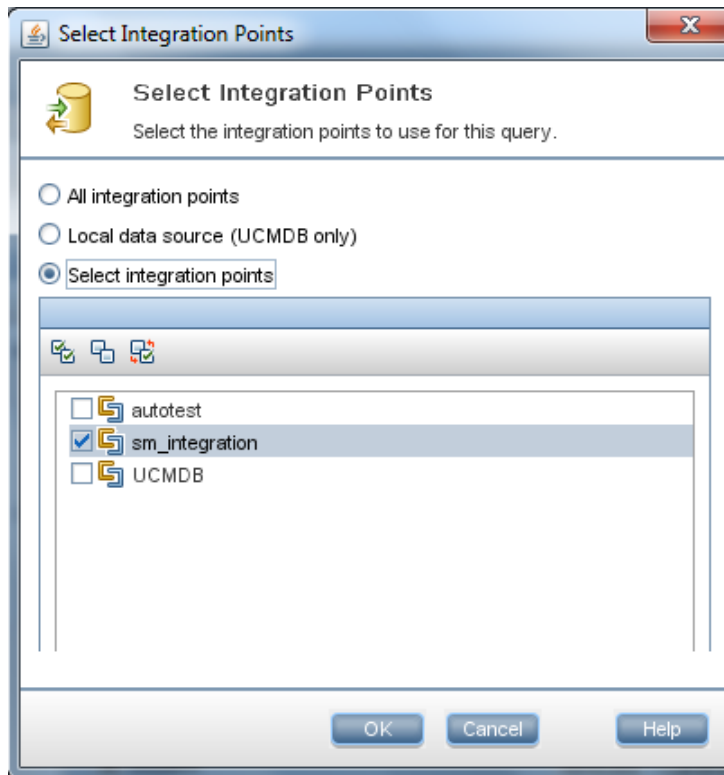 Select Integration Points
Select Integration Points
Select the integration points to use for this query.
All integration points
Local data source (UCMDB only)
Select integration points
autotest
sm_integration
UCMDB
OK Cancel Help